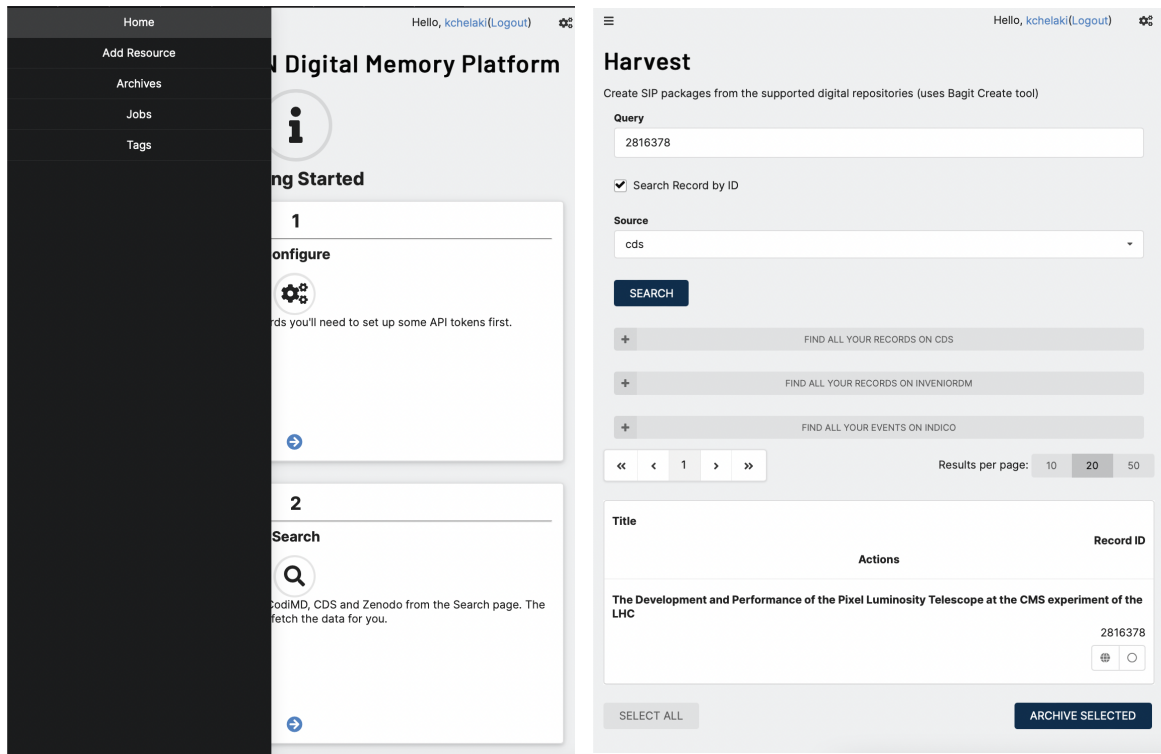 Home
Add Resource
Archives
Jobs
Tags
Hello, kchelaki(Logout)
Digital Memory Platform
ng Started
1
onfigure
rds you'll need to set up some API tokens first.
2
Search
CodiMD, CDS and Zenodo from the Search page. The
fetch the data for you.
Hello, kchelaki(Logout)
Harvest
Create SIP packages from the supported digital repositories (uses Bagit Create tool)
Query
2816378
Search Record by ID
Source
cds
SEARCH
+ FIND ALL YOUR RECORDS ON CDS
+ FIND ALL YOUR RECORDS ON INVENIORDM
+ FIND ALL YOUR EVENTS ON INDICO
« ‹ 1 › » Results per page: 10 20 50
Title
Record ID
Actions
The Development and Performance of the Pixel Luminosity Telescope at the CMS experiment of the
LHC
2816378
SELECT ALL ARCHIVE SELECTED